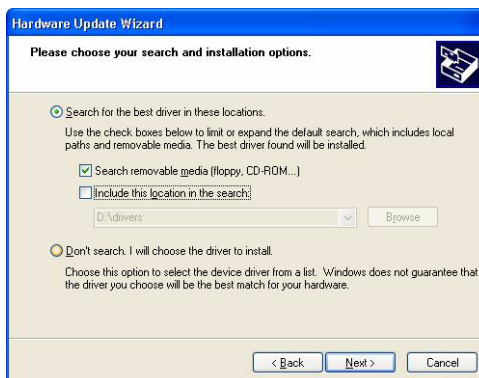 Hardware Update Wizard
Please choose your search and installation options.
Search for the best driver in these locations.
Use the check boxes below to limit or expand the default search, which includes local
paths and removable media. The best driver found will be installed.
Search removable media (floppy, CD-ROM...)
Include this location in the search:
D:\drivers
Browse
Don't search. I will choose the driver to install.
Choose this option to select the device driver from a list. Windows does not guarantee that
the driver you choose will be the best match for your hardware.
< Back Next > Cancel